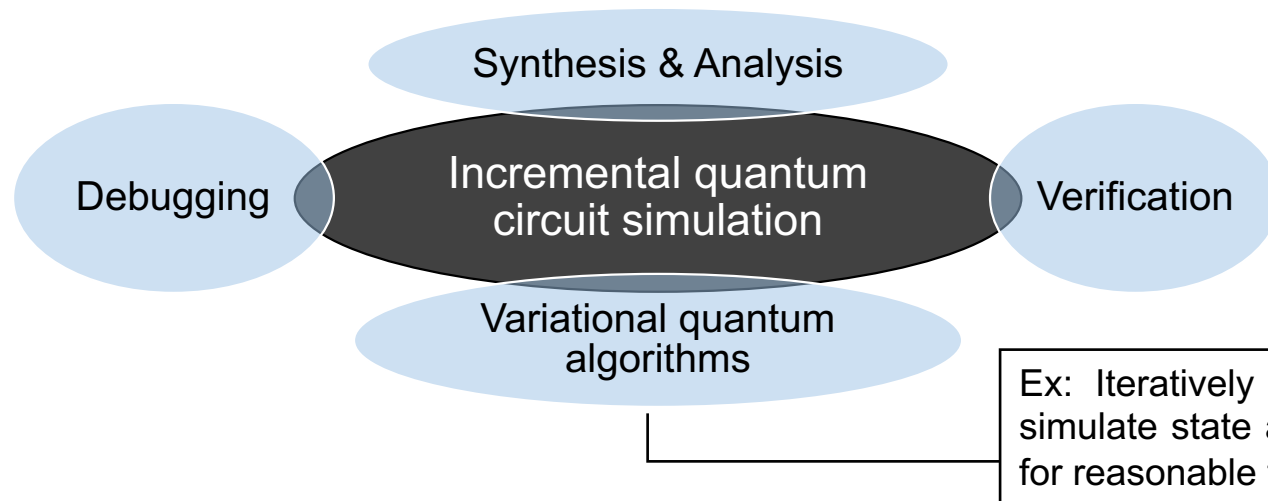 Synthesis & Analysis
Debugging
Incremental quantum
circuit simulation
Verification
Variational quantum
algorithms
Ex: Iteratively
simulate state
for reasonable